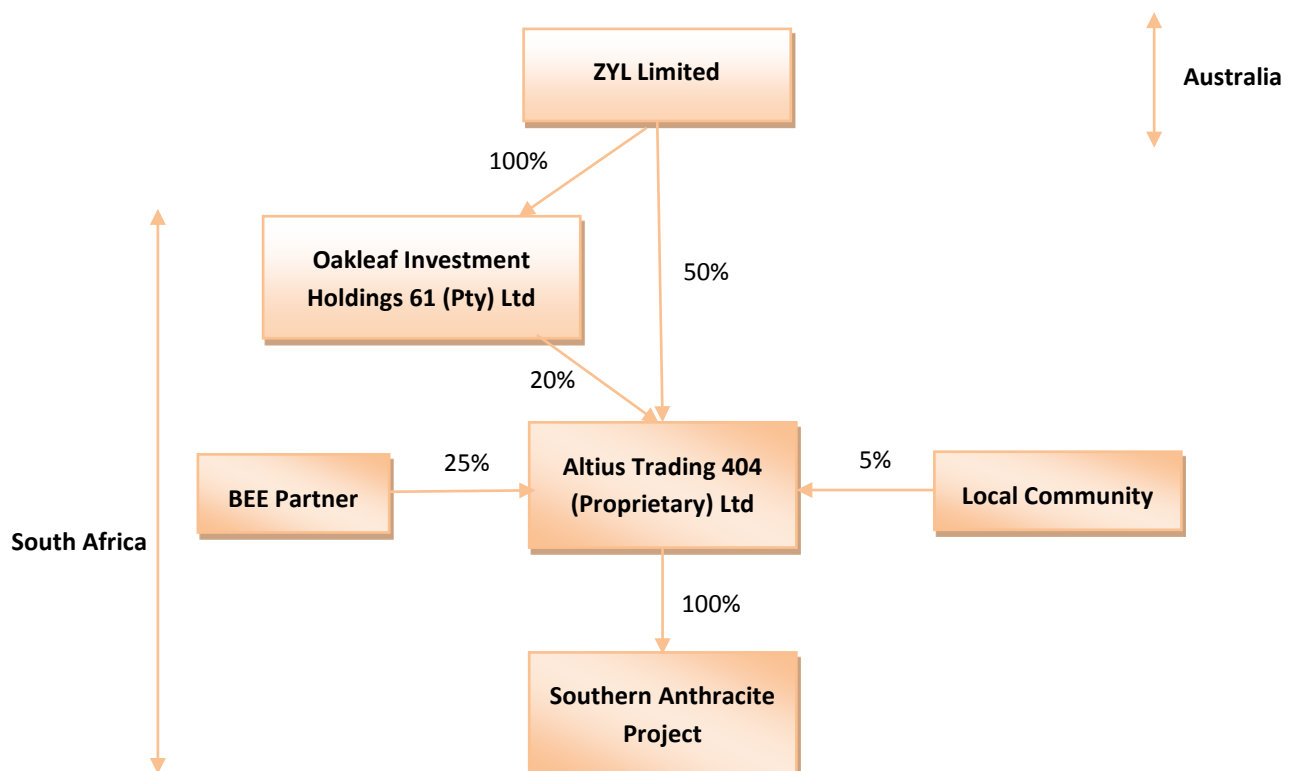 ZYL Limited
Australia
100%
Oakleaf Investment
Holdings 61 (Pty) Ltd
50%
20%
Altius Trading 404
(Proprietary) Ltd
25%
5%
BEE Partner
Local Community
South Africa
100%
Southern Anthracite
Project